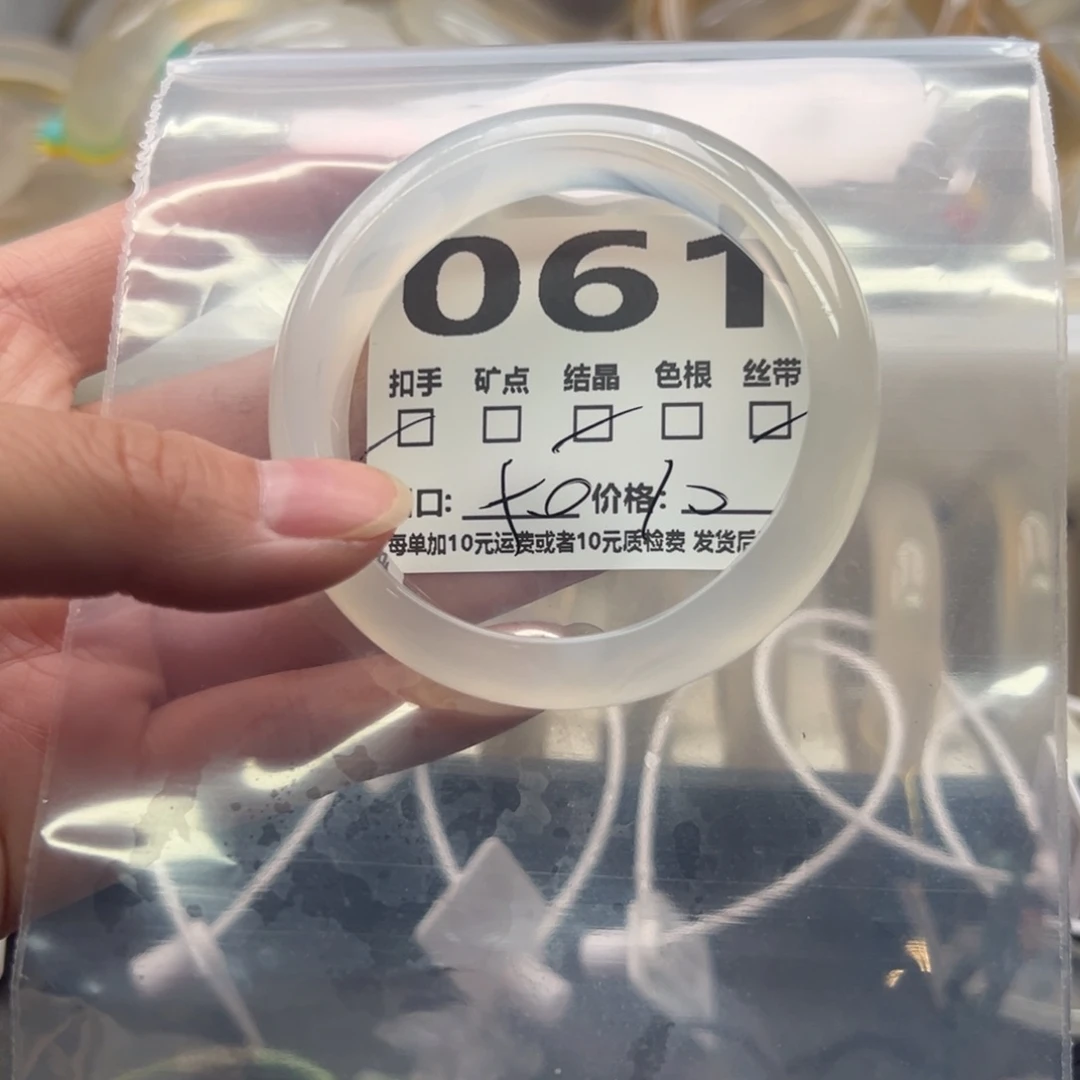 061
扣手 矿点 结晶 色根 丝带
口: 价格:
每单加10元运费或者10元质检费 发货后